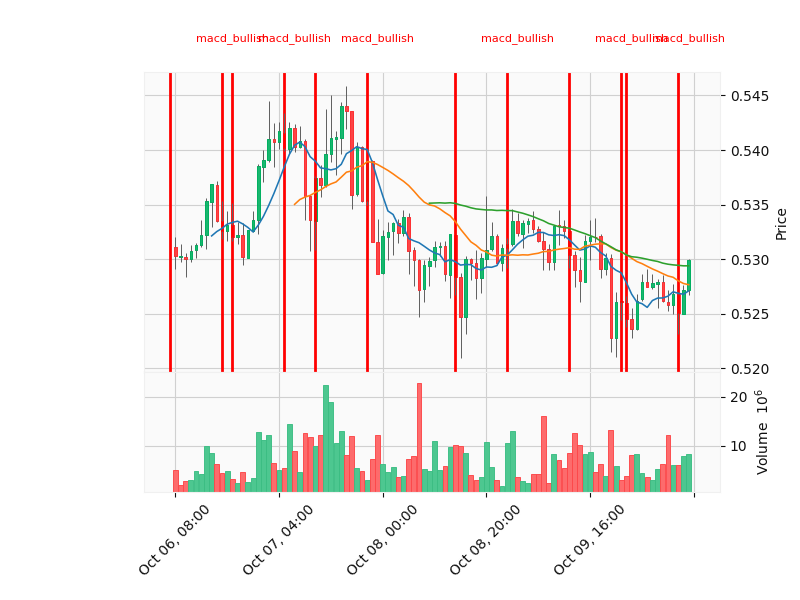 macd_bullish macd_bullish macd_bullish macd_bullish macd_bullish macd_bullish
0.545
0.540
0.535
0.530
0.525
0.520
Price
20
10
Volume 10^6
Oct 06, 08:00
Oct 07, 04:00
Oct 08, 00:00
Oct 08, 20:00
Oct 09, 16:00